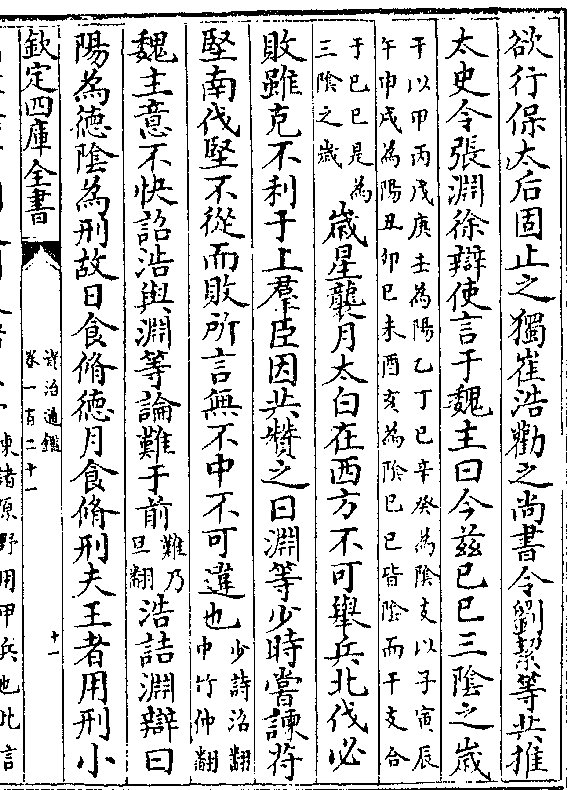 欲行保太后固止之獨崔浩勸之尚書令劉絜等共推
太史令張淵徐辯使言于魏主曰今兹己巳三陰之歲
干以甲丙戊庚壬為陽乙丁己辛癸為陰支以子寅辰
午申戌為陽丑卯巳未酉亥為陰己巳皆陰而干支合
于己巳是為
三陰之歲
歲星襲月太白在西方不可舉兵北伐必
敗雖克不利于上羣臣因共贊之曰淵等少時嘗諫苻
堅南伐堅不從而敗所言無不中不可違也
少詩沼翻
中竹仲翻
魏主意不快詔浩與淵等論難于前
難乃
旦翻
浩詰淵辯曰
陽為德陰為刑故日食脩德月食脩刑夫王者用刑小
欽定四庫全書
資治通鑑
卷一百二十一
十一
陳諸原野用甲兵也此言